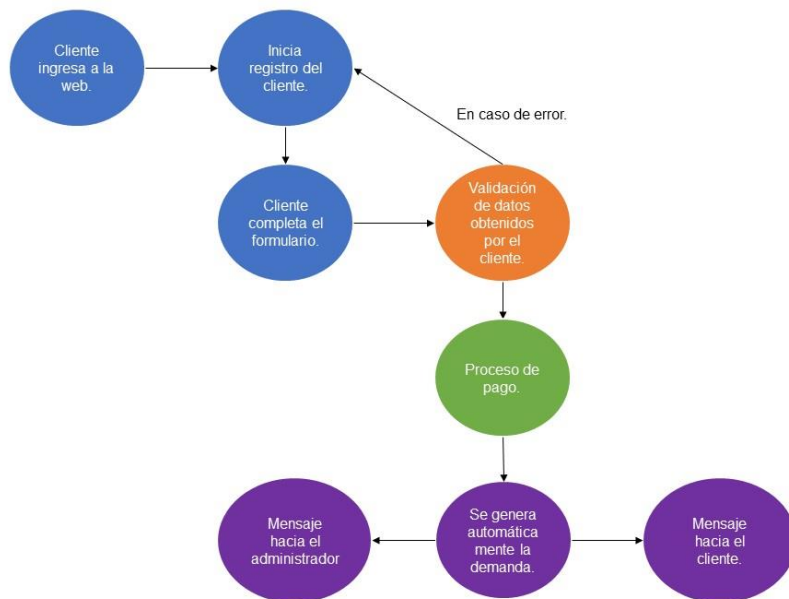 Cliente
ingresa a la
web.
Inicia
registro del
cliente.
En caso de error.
Cliente
completa el
formulario.
Validación
de datos
obtenidos
por el
cliente.
Proceso de
pago.
Mensaje
hacia el
administrador
Se genera
automática
mente la
demanda.
Mensaje
hacia el
cliente.